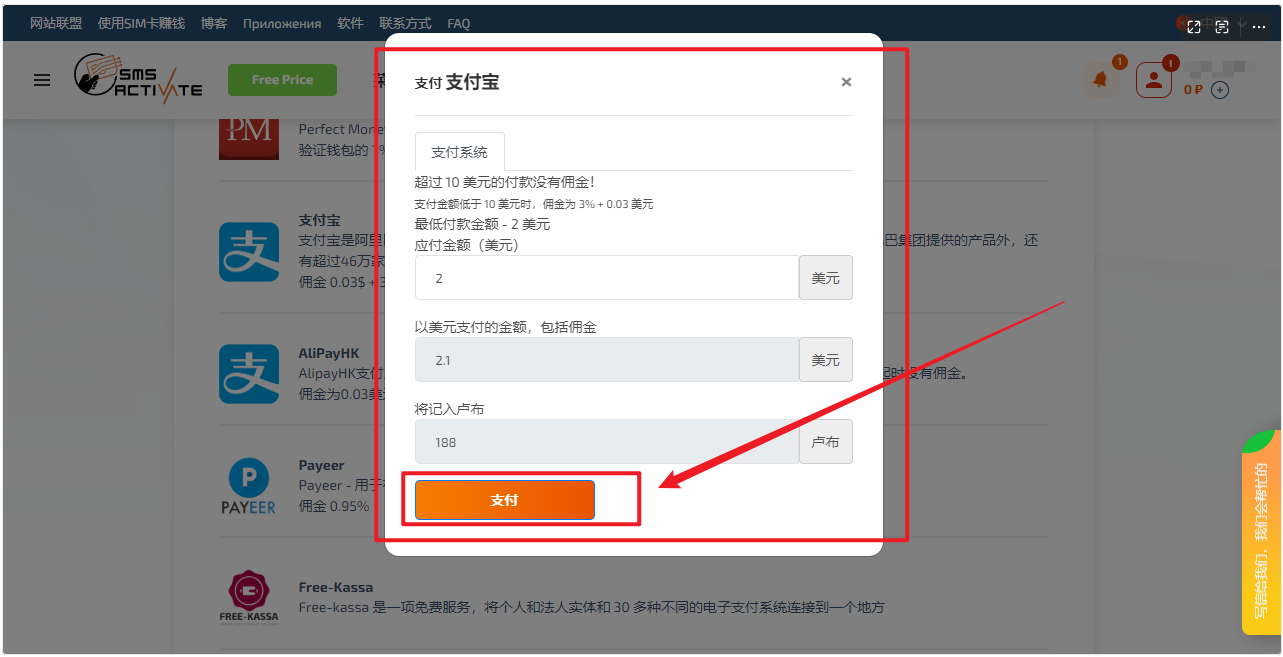 网站联盟 使用SIM卡赚钱 博客 Приложения 软件 联系方式 FAQ
SMS
ACTIVATE
Free Price
1
1
0 ₽
支付 支付宝
×
支付系统
超过 10 美元的付款没有佣金!
支付金额低于 10 美元时，佣金为 3% + 0.03 美元
最低付款金额 - 2 美元
应付金额（美元）
2 美元
以美元支付的金额，包括佣金
2.1 美元
将记入卢布
188 卢布
支付
PM
Perfect Mone
验证钱包的
支付宝
支付宝是阿里 巴集团提供的产品外，还
有超过46万家
佣金 0.03$ + 3
AliPayHK
AlipayHK支付 起时没有佣金。
佣金为0.03美
PAYEER
Payeer
Payeer - 用于
佣金 0.95%
FREE-KASSA
Free-Kassa
Free-kassa 是一项免费服务，将个人和法人实体和 30 多种不同的电子支付系统连接到一个地方
写信给我们，我们会帮忙的